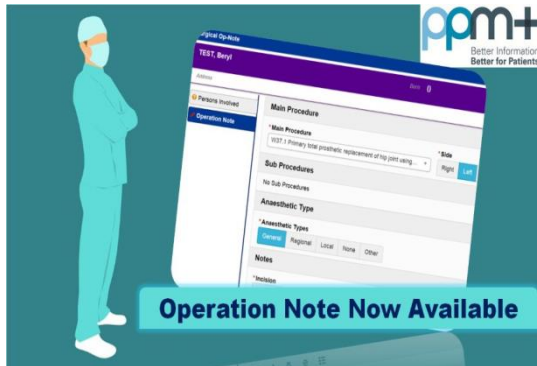 ppm+
Better Information
Better for Patients
Surgical Op-Note
TEST, Beryl
Born
Address
Persons Involved
Operation Note
Main Procedure
*Main Procedure
W37.1 Primary total prosthetic replacement of hip joint using...
*Side
Right Left
Sub Procedures
No Sub Procedures
Anaesthetic Type
*Anaesthetic Types
General Regional Local None Other
Notes
*Incision
Operation Note Now Available